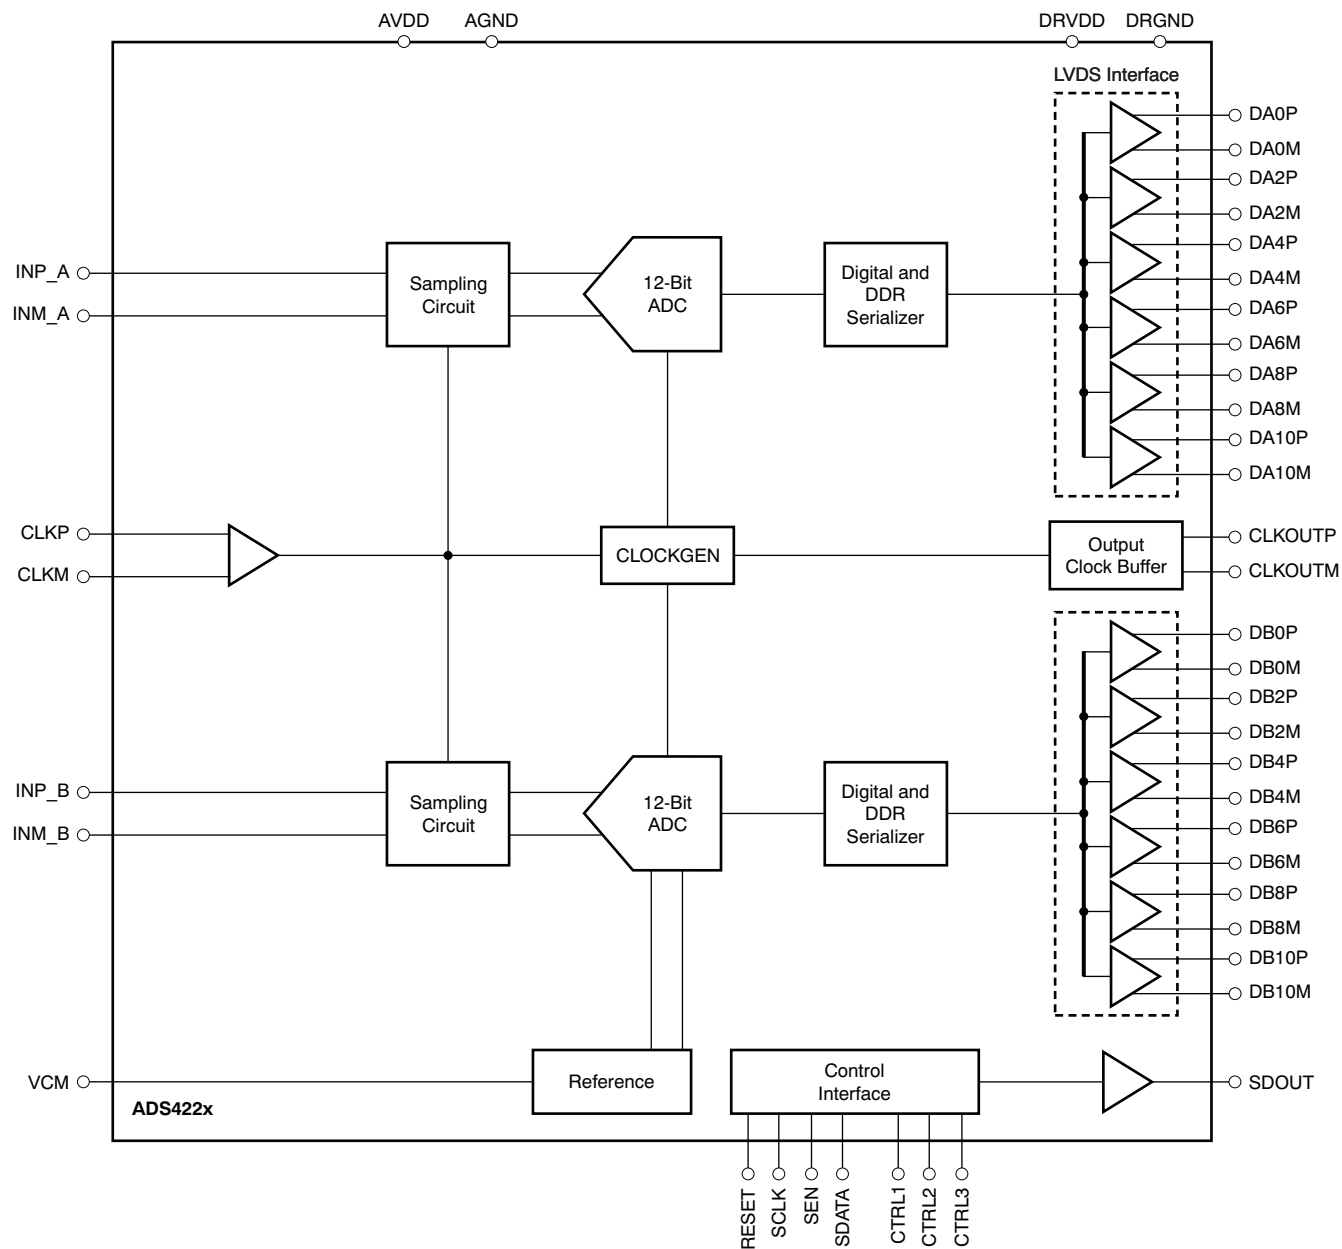 AVDD
AGND
DRVDD
DRGND
LVDS Interface
DA0P
DA0M
DA2P
DA2M
DA4P
DA4M
DA6P
DA6M
DA8P
DA8M
DA10P
DA10M
INP_A
INM_A
Sampling
Circuit
12-Bit
ADC
Digital and
DDR
Serializer
CLKP
CLKM
CLOCKGEN
Output
Clock Buffer
CLKOUTP
CLKOUTM
DB0P
DB0M
DB2P
DB2M
DB4P
DB4M
DB6P
DB6M
DB8P
DB8M
DB10P
DB10M
INP_B
INM_B
Sampling
Circuit
12-Bit
ADC
Digital and
DDR
Serializer
VCM
Reference
Control
Interface
SDOUT
ADS422x
RESET
SCLK
SEN
SDATA
CTRL1
CTRL2
CTRL3